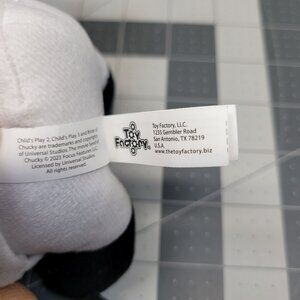 Child's Play 2, Child's Play 3 and Bride of
Chucky are trademarks and copyrights
of Universal Studios. The movie Seed of
Chucky © 2023 Focus Features LLC.
Licensed by Universal Studios.
All rights reserved.
Toy
Factory
Toy Factory, LLC.
1235 Gembler Road
San Antonio, TX 78219
U.S.A.
www.thetoyfactory.biz